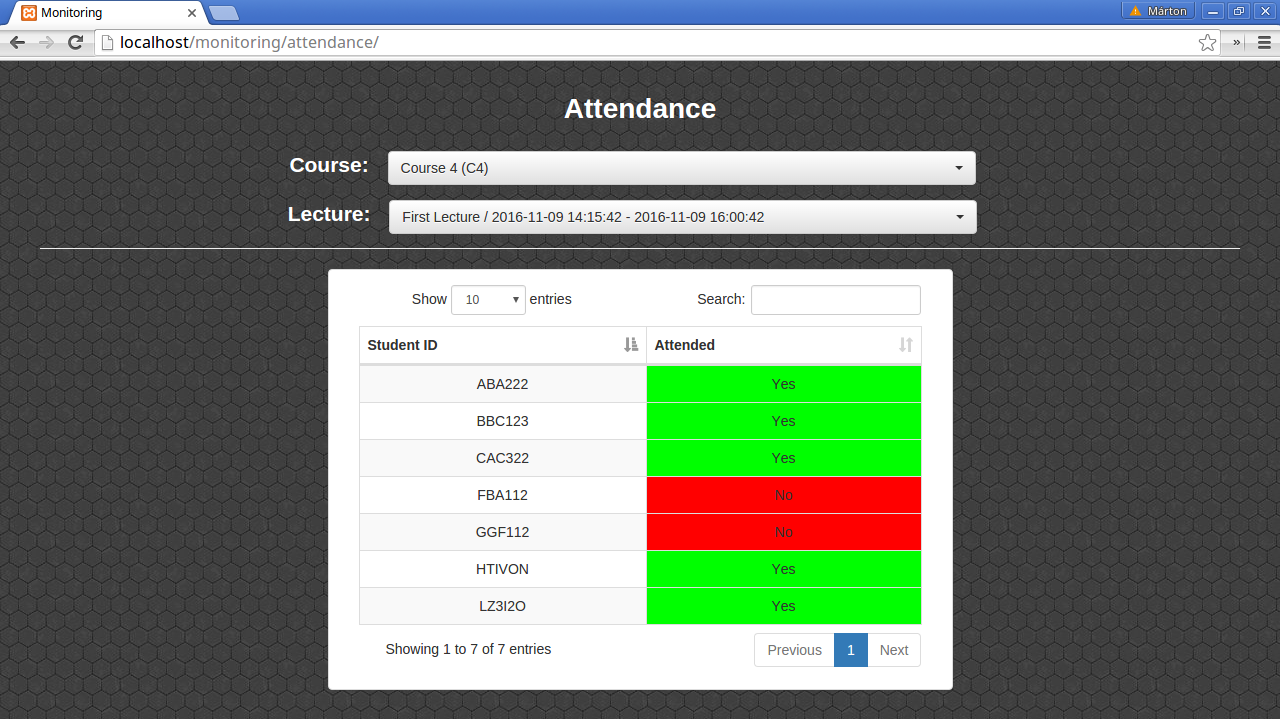 Monitoring
Márton
localhost/monitoring/attendance/
»
Attendance
Course: Course 4 (C4)
Lecture: First Lecture / 2016-11-09 14:15:42 - 2016-11-09 16:00:42
Show 10 entries Search:
Student ID Attended
ABA222 Yes
BBC123 Yes
CAC322 Yes
FBA112 No
GGF112 No
HTIVON Yes
LZ3I2O Yes
Showing 1 to 7 of 7 entries Previous 1 Next